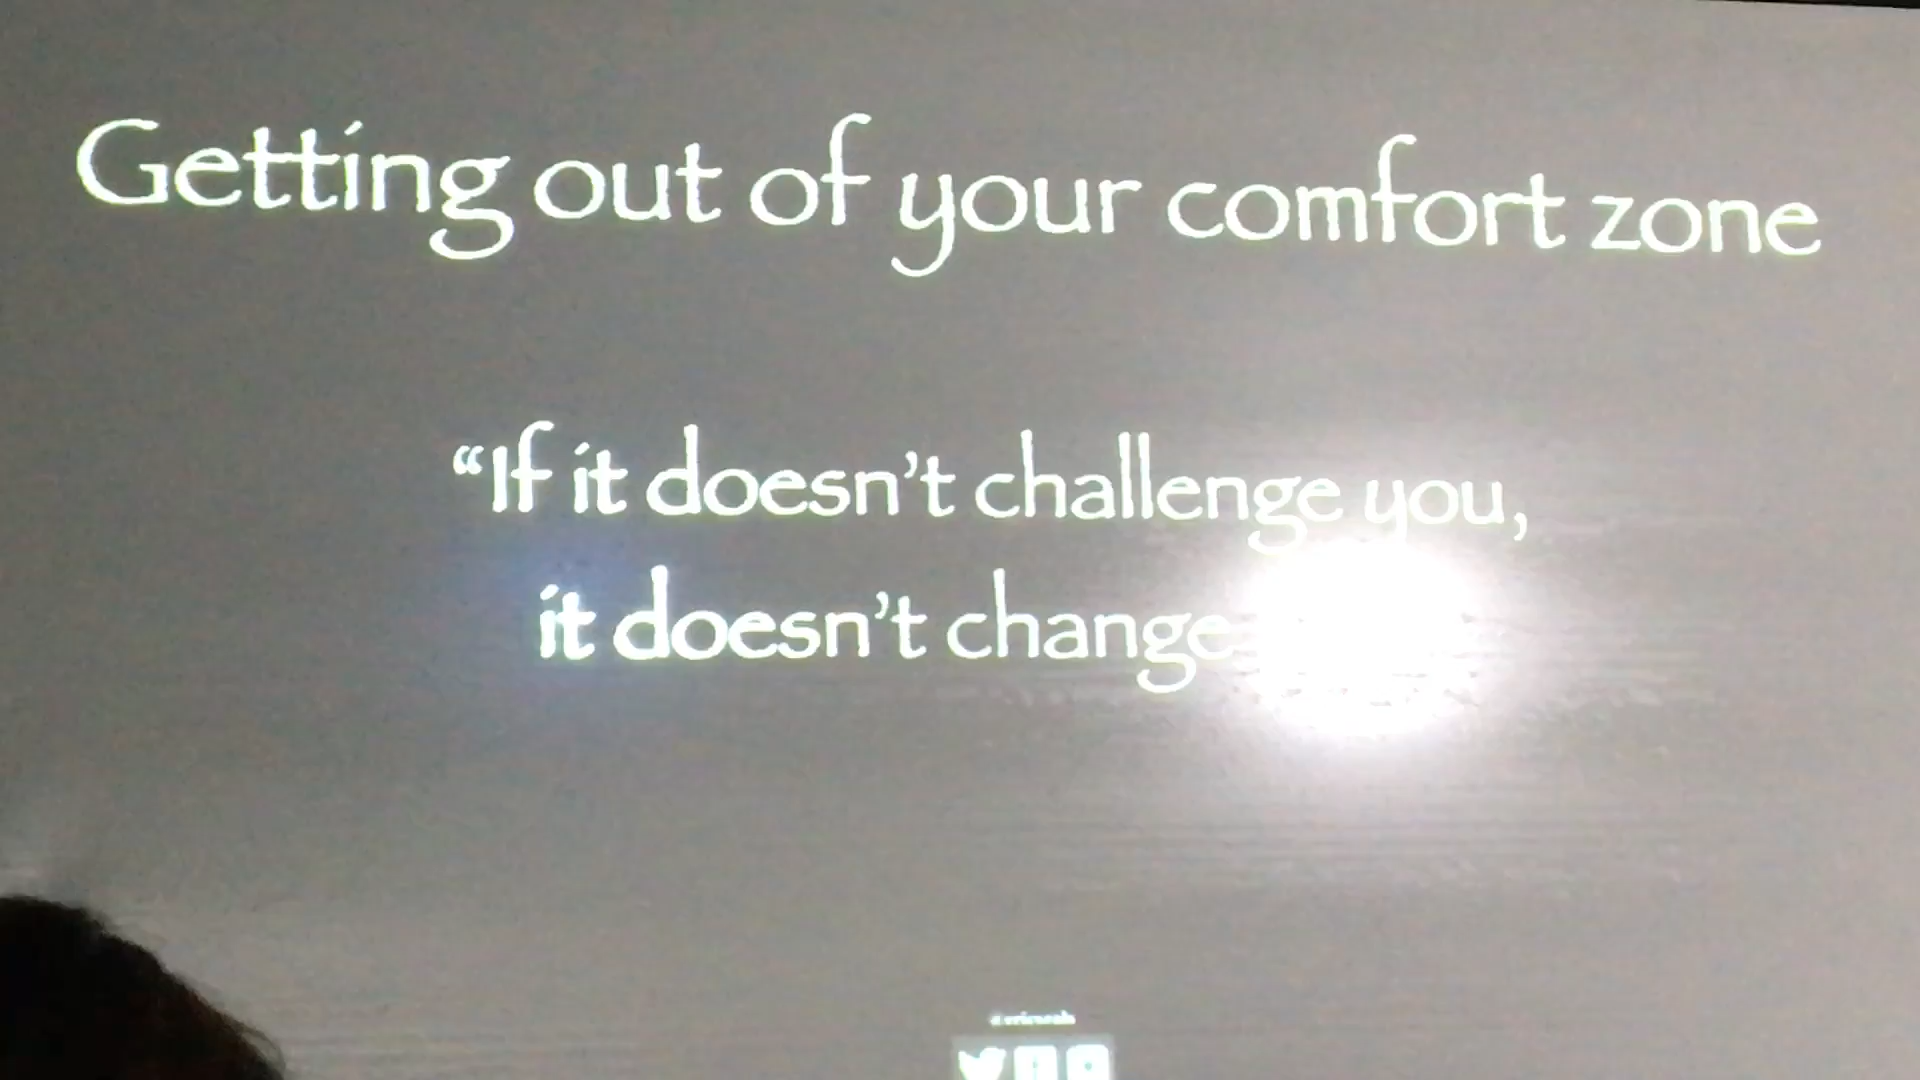 Getting out of your comfort zone
“If it doesn’t challenge you,
it doesn’t change